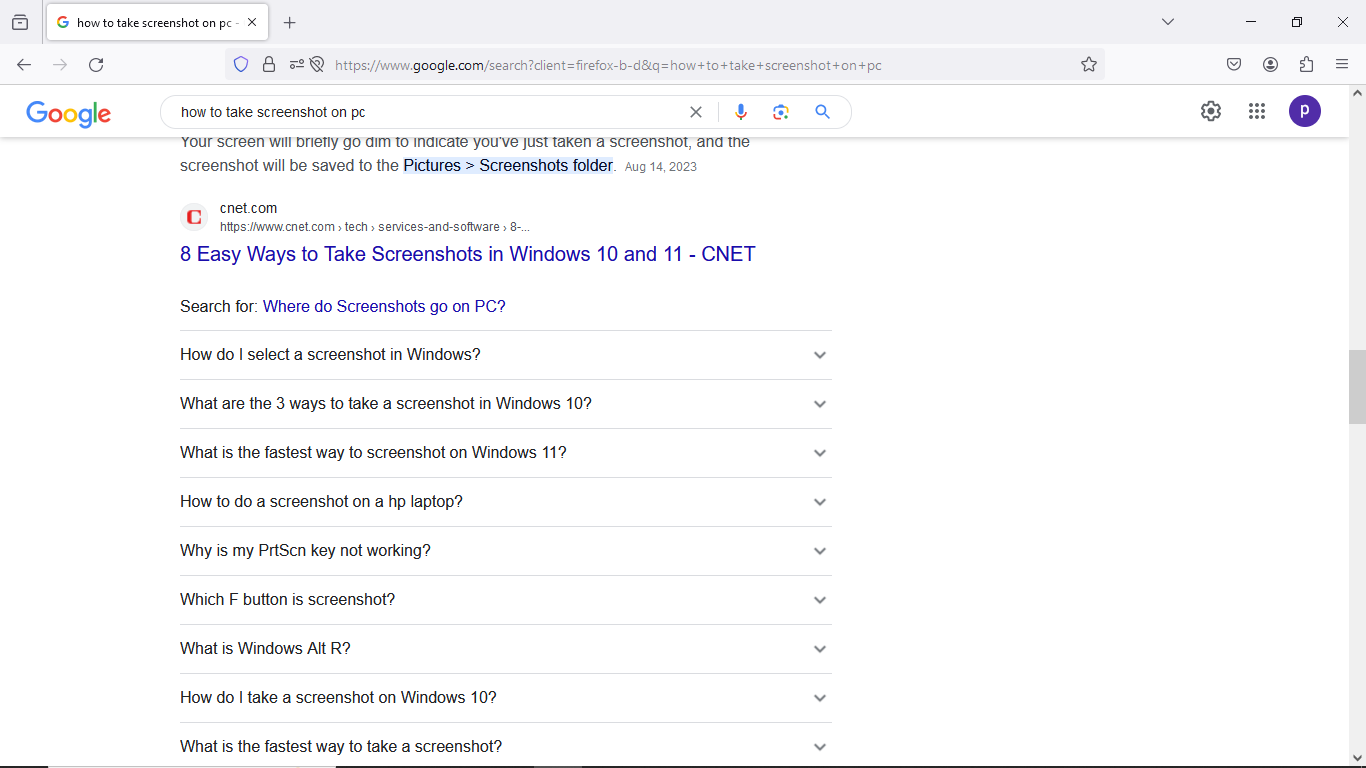 how to take screenshot on pc -
https://www.google.com/search?client=firefox-b-d&q=how+to+take+screenshot+on+pc
Google
how to take screenshot on pc
p
Your screen will briefly go dim to indicate you've just taken a screenshot, and the
screenshot will be saved to the Pictures > Screenshots folder. Aug 14, 2023
cnet.com
https://www.cnet.com › tech › services-and-software › 8-...
8 Easy Ways to Take Screenshots in Windows 10 and 11 - CNET
Search for: Where do Screenshots go on PC?
How do I select a screenshot in Windows?
What are the 3 ways to take a screenshot in Windows 10?
What is the fastest way to screenshot on Windows 11?
How to do a screenshot on a hp laptop?
Why is my PrtScn key not working?
Which F button is screenshot?
What is Windows Alt R?
How do I take a screenshot on Windows 10?
What is the fastest way to take a screenshot?